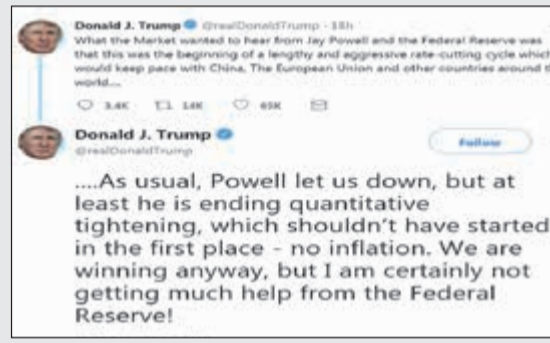 Donald J. Trump @realDonaldTrump · 18h
What the Market wanted to hear from Jay Powell and the Federal Reserve was
that this was the beginning of a lengthy and aggressive rate-cutting cycle which
would keep pace with China, The European Union and other countries around t
world....
3.4K 14K 65K
Donald J. Trump
@realDonaldTrump
Follow
....As usual, Powell let us down, but at
least he is ending quantitative
tightening, which shouldn't have started
in the first place - no inflation. We are
winning anyway, but I am certainly not
getting much help from the Federal
Reserve!